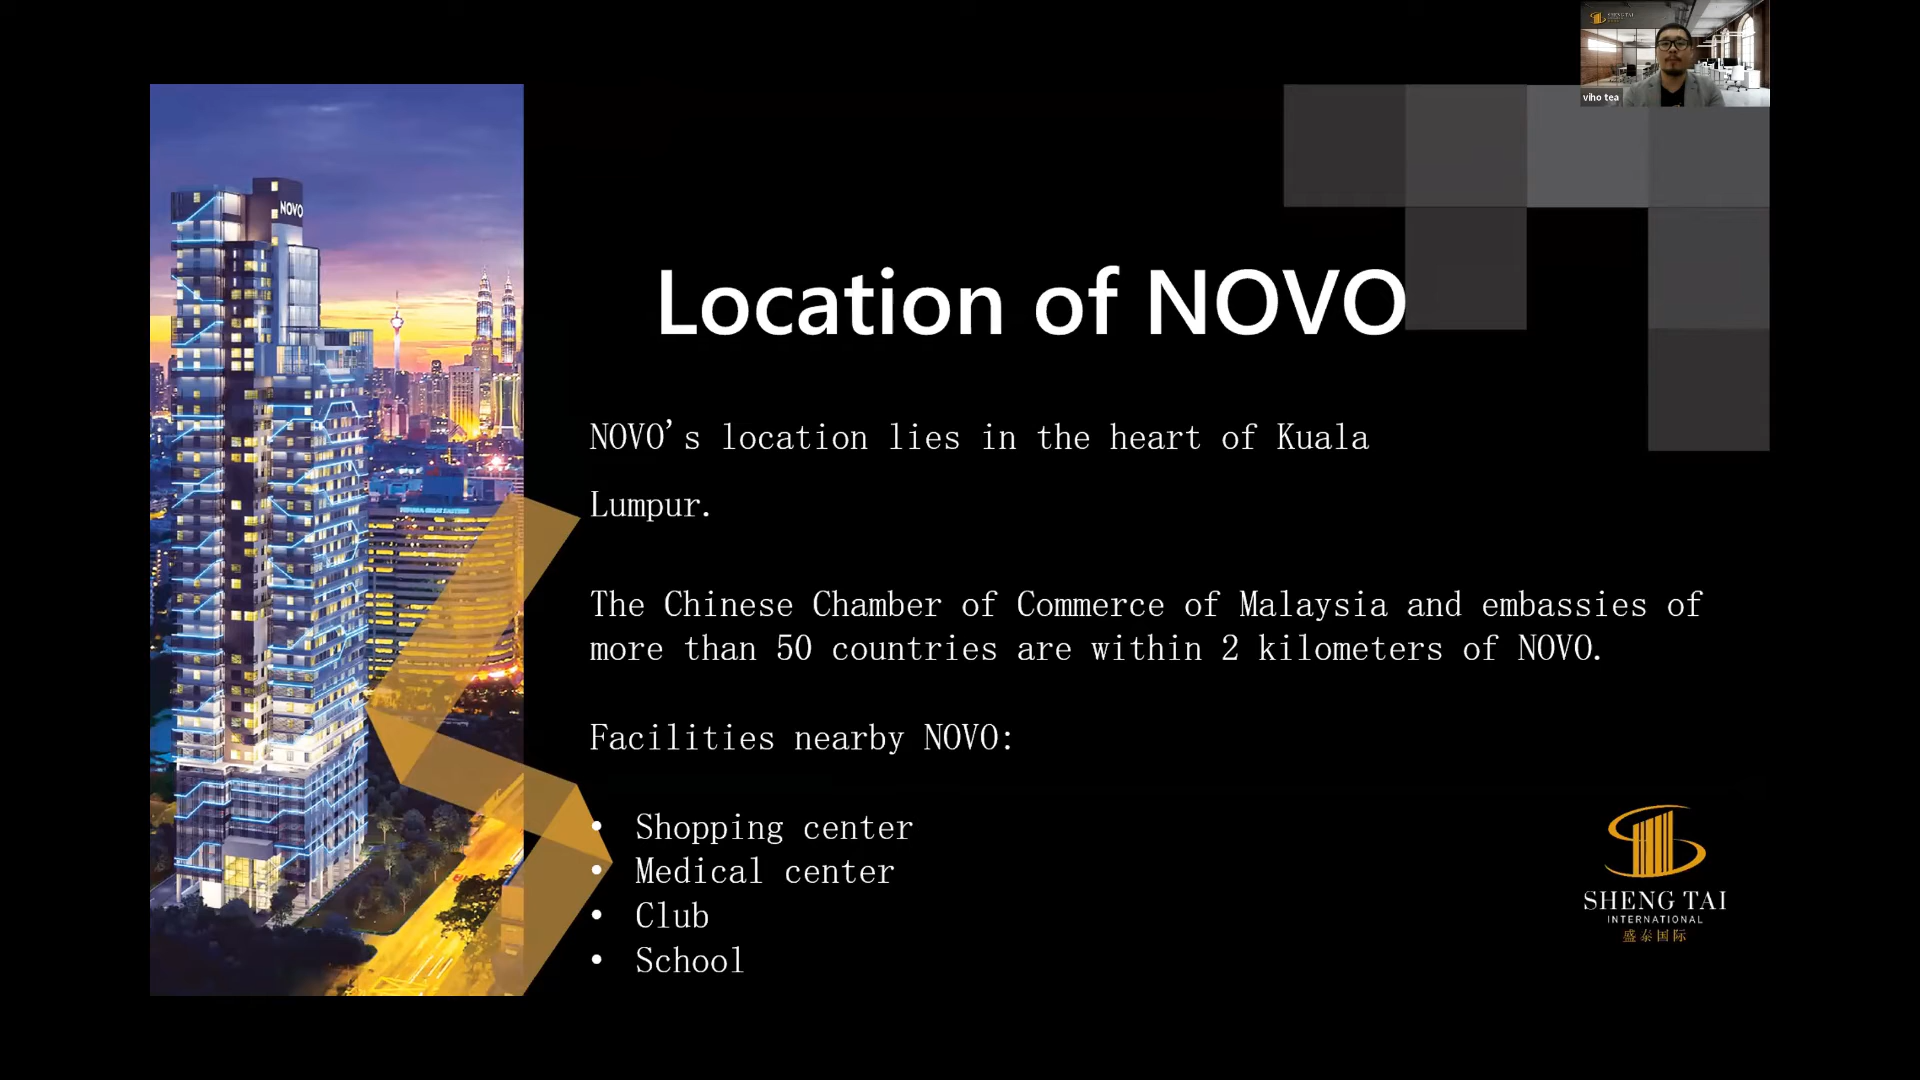 viho tea
NOVO
Location of NOVO
NOVO's location lies in the heart of Kuala
Lumpur.
The Chinese Chamber of Commerce of Malaysia and embassies of
more than 50 countries are within 2 kilometers of NOVO.
Facilities nearby NOVO:
• Shopping center
• Medical center
• Club
• School
SHENG TAI
INTERNATIONAL
盛泰国际